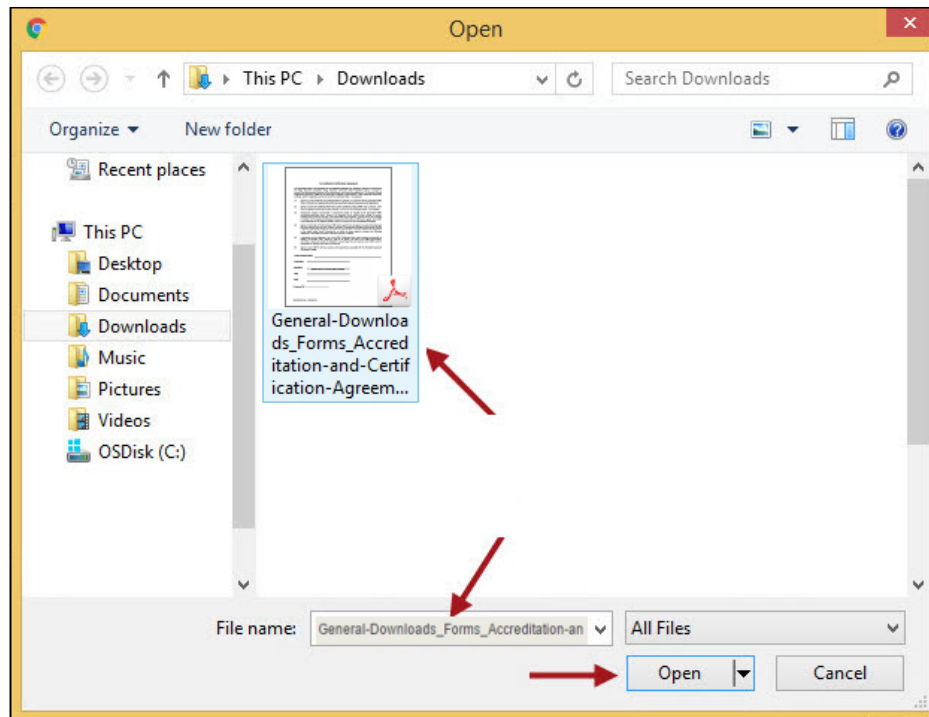 Open
This PC Downloads
Search Downloads
Organize
New folder
Recent places
This PC
Desktop
Documents
Downloads
Music
Pictures
Videos
OSDisk (C:)
General-Downloa
ds_Forms_Accred
itation-and-Certif
ication-Agreem...
File name: General-Downloads_Forms_Accreditation-an
All Files
Open
Cancel